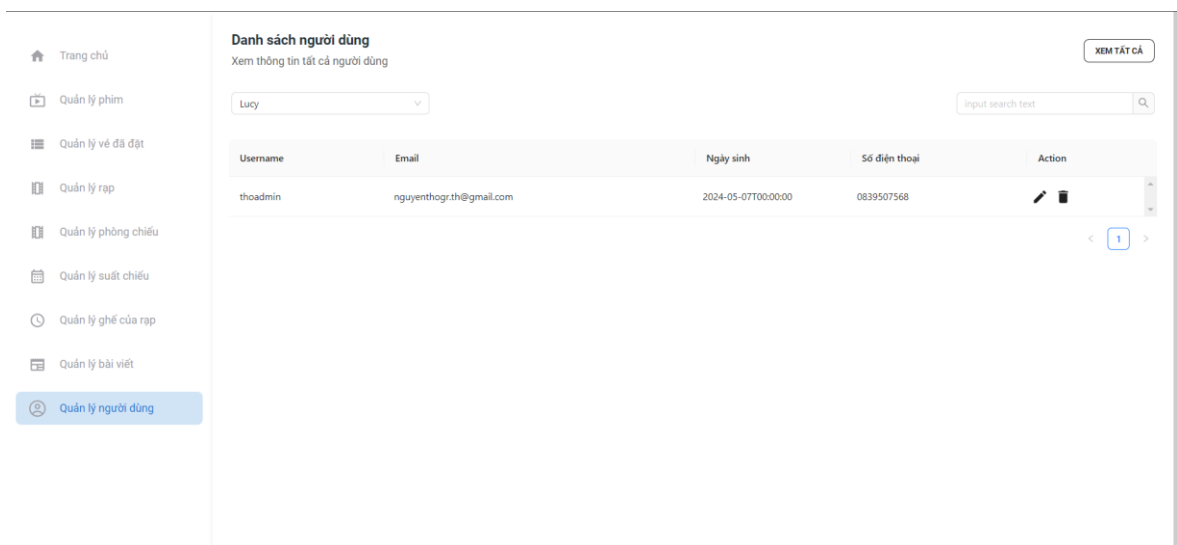 Trang chủ
Quản lý phim
Quản lý vé đã đặt
Quản lý rạp
Quản lý phòng chiếu
Quản lý suất chiếu
Quản lý ghế của rạp
Quản lý bài viết
Quản lý người dùng
Danh sách người dùng
Xem thông tin tất cả người dùng
XEM TẤT CẢ
Lucy
input search text
Username Email Ngày sinh Số điện thoại Action
thoadmin nguyenthogr.th@gmail.com 2024-05-07T00:00:00 0839507568
< 1 >